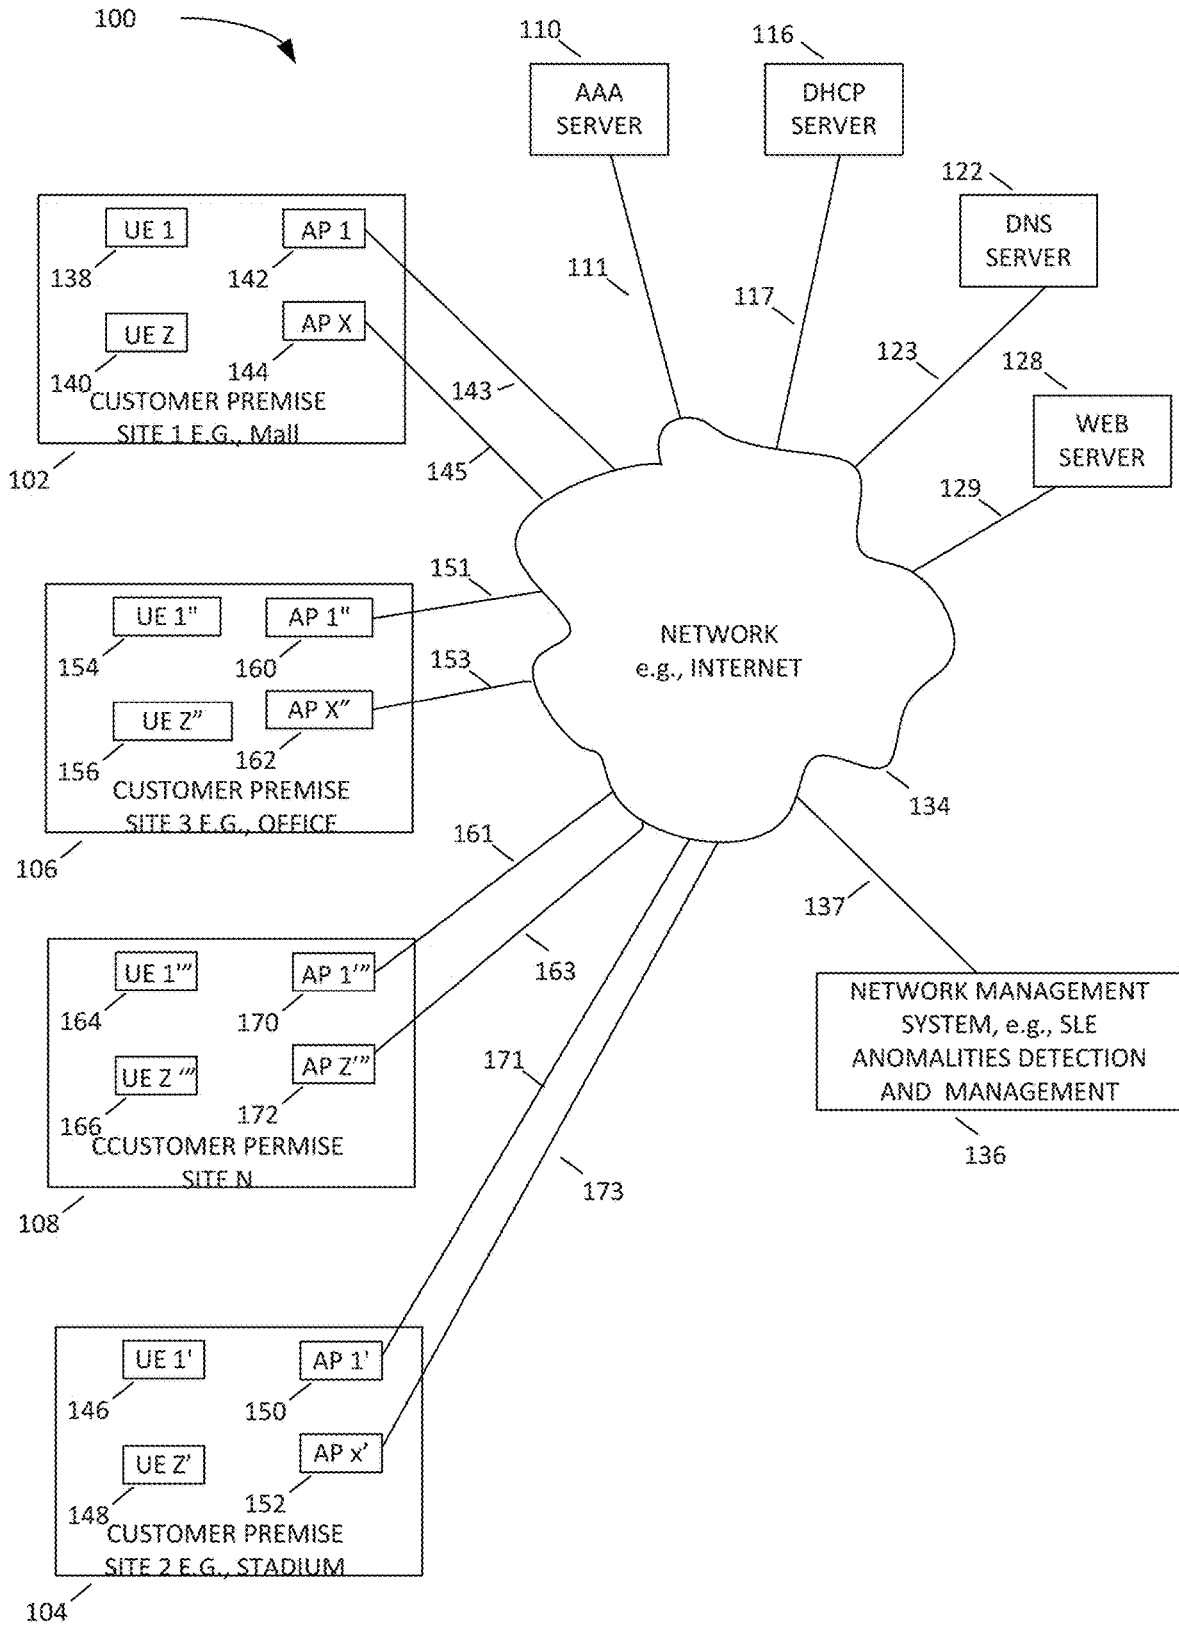 100
110
116
AAA
SERVER
DHCP
SERVER
122
DNS
SERVER
UE 1
AP 1
138
142
111
117
UE Z
AP X
140
144
143
123
128
CUSTOMER PREMISE
SITE 1 E.G., Mall
102
145
WEB
SERVER
129
151
UE 1"
AP 1"
154
160
153
NETWORK
e.g., INTERNET
UE Z”
AP X”
156
162
CUSTOMER PREMISE
SITE 3 E.G., OFFICE
106
134
161
137
163
UE 1’”
AP 1’”
164
170
NETWORK MANAGEMENT
SYSTEM, e.g., SLE
ANOMALITIES DETECTION
AND MANAGEMENT
136
UE Z ’”
AP Z’”
166
172
171
CCUSTOMER PERMISE
SITE N
108
173
UE 1'
AP 1'
146
150
UE Z'
AP x’
148
152
CUSTOMER PREMISE
SITE 2 E.G., STADIUM
104